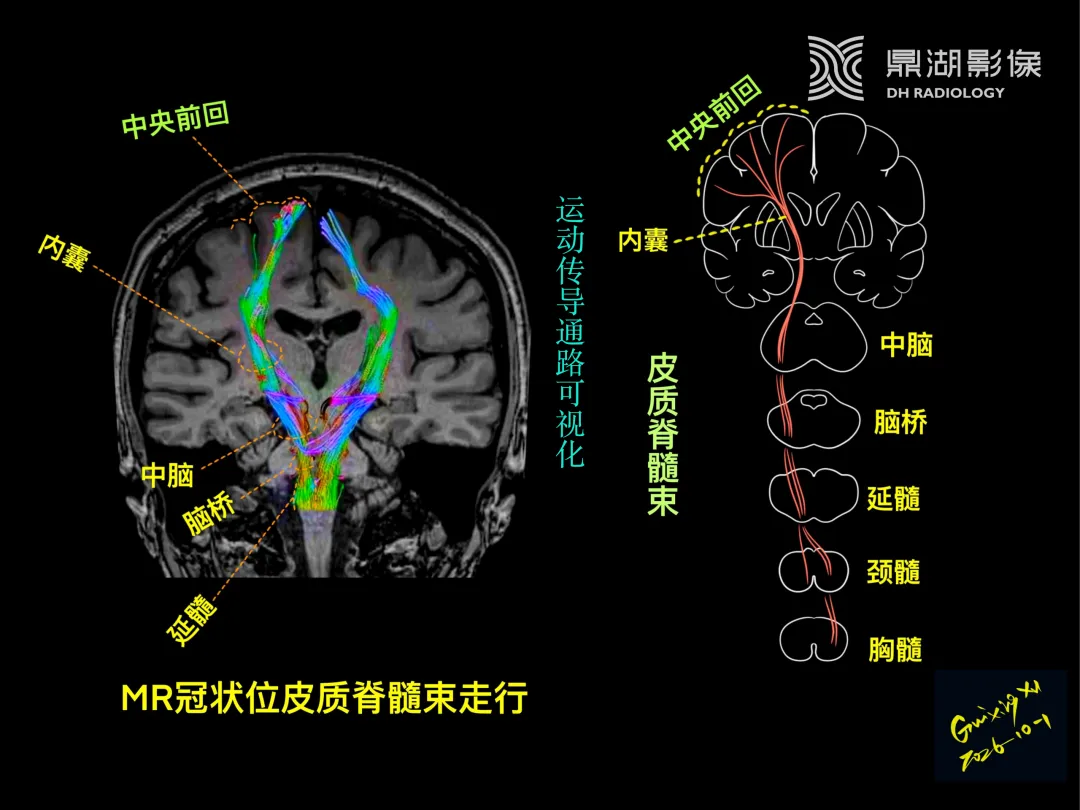 鼎湖影像
DH RADIOLOGY
中央前回
内囊
中脑
脑桥
延髓
MR冠状位皮质脊髓束走行
运动传导通路可视化
皮质脊髓束
中央前回
内囊
中脑
脑桥
延髓
颈髓
胸髓
Guixing Xu
2026-10-1